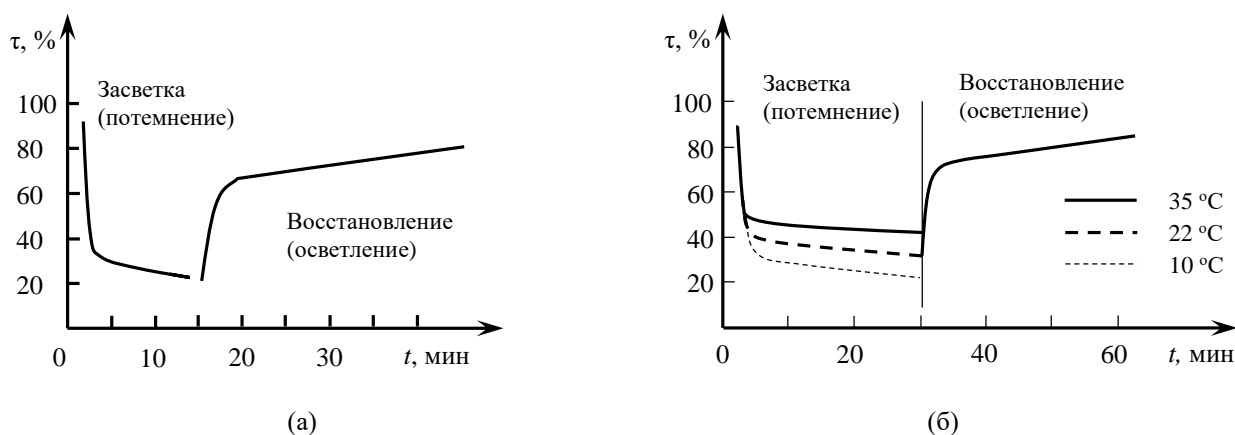 τ, %
100
80
60
40
20
0
10
20
30
t, мин
Засветка
(потемнение)
Восстановление
(осветление)
(а)
τ, %
100
80
60
40
20
0
20
40
60
t, мин
Засветка
(потемнение)
Восстановление
(осветление)
35 °C
22 °C
10 °C
(б)